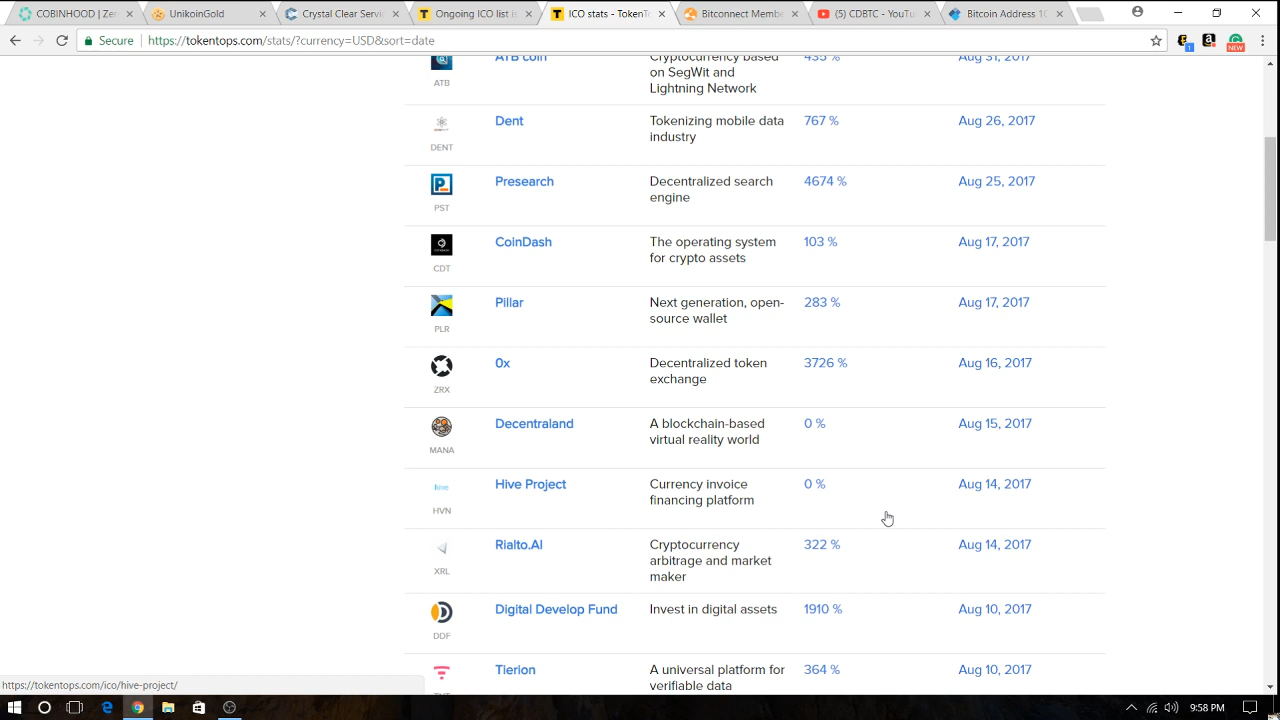 COBINHOOD | Zer
UnikoinGold
Crystal Clear Servic
Ongoing ICO list is
ICO stats - TokenT
Bitconnect Membe
(5) CDBTC - YouTu
Bitcoin Address 1
Secure
https://tokentops.com/stats/?currency=USD&sort=date
1
NEW
ATB coin
Cryptocurrency based
on SegWit and
Lightning Network
435 %
Aug 31, 2017
ATB
Dent
Tokenizing mobile data
industry
767 %
Aug 26, 2017
DENT
Presearch
Decentralized search
engine
4674 %
Aug 25, 2017
PST
CoinDash
The operating system
for crypto assets
103 %
Aug 17, 2017
CDT
Pillar
Next generation, open-
source wallet
283 %
Aug 17, 2017
PLR
0x
Decentralized token
exchange
3726 %
Aug 16, 2017
ZRX
Decentraland
A blockchain-based
virtual reality world
0 %
Aug 15, 2017
MANA
hive
Hive Project
Currency invoice
financing platform
0 %
Aug 14, 2017
HVN
Rialto.AI
Cryptocurrency
arbitrage and market
maker
322 %
Aug 14, 2017
XRL
Digital Develop Fund
Invest in digital assets
1910 %
Aug 10, 2017
DDF
Tierion
A universal platform for
verifiable data
364 %
Aug 10, 2017
https://tokentops.com/ico/hive-project/
9:58 PM